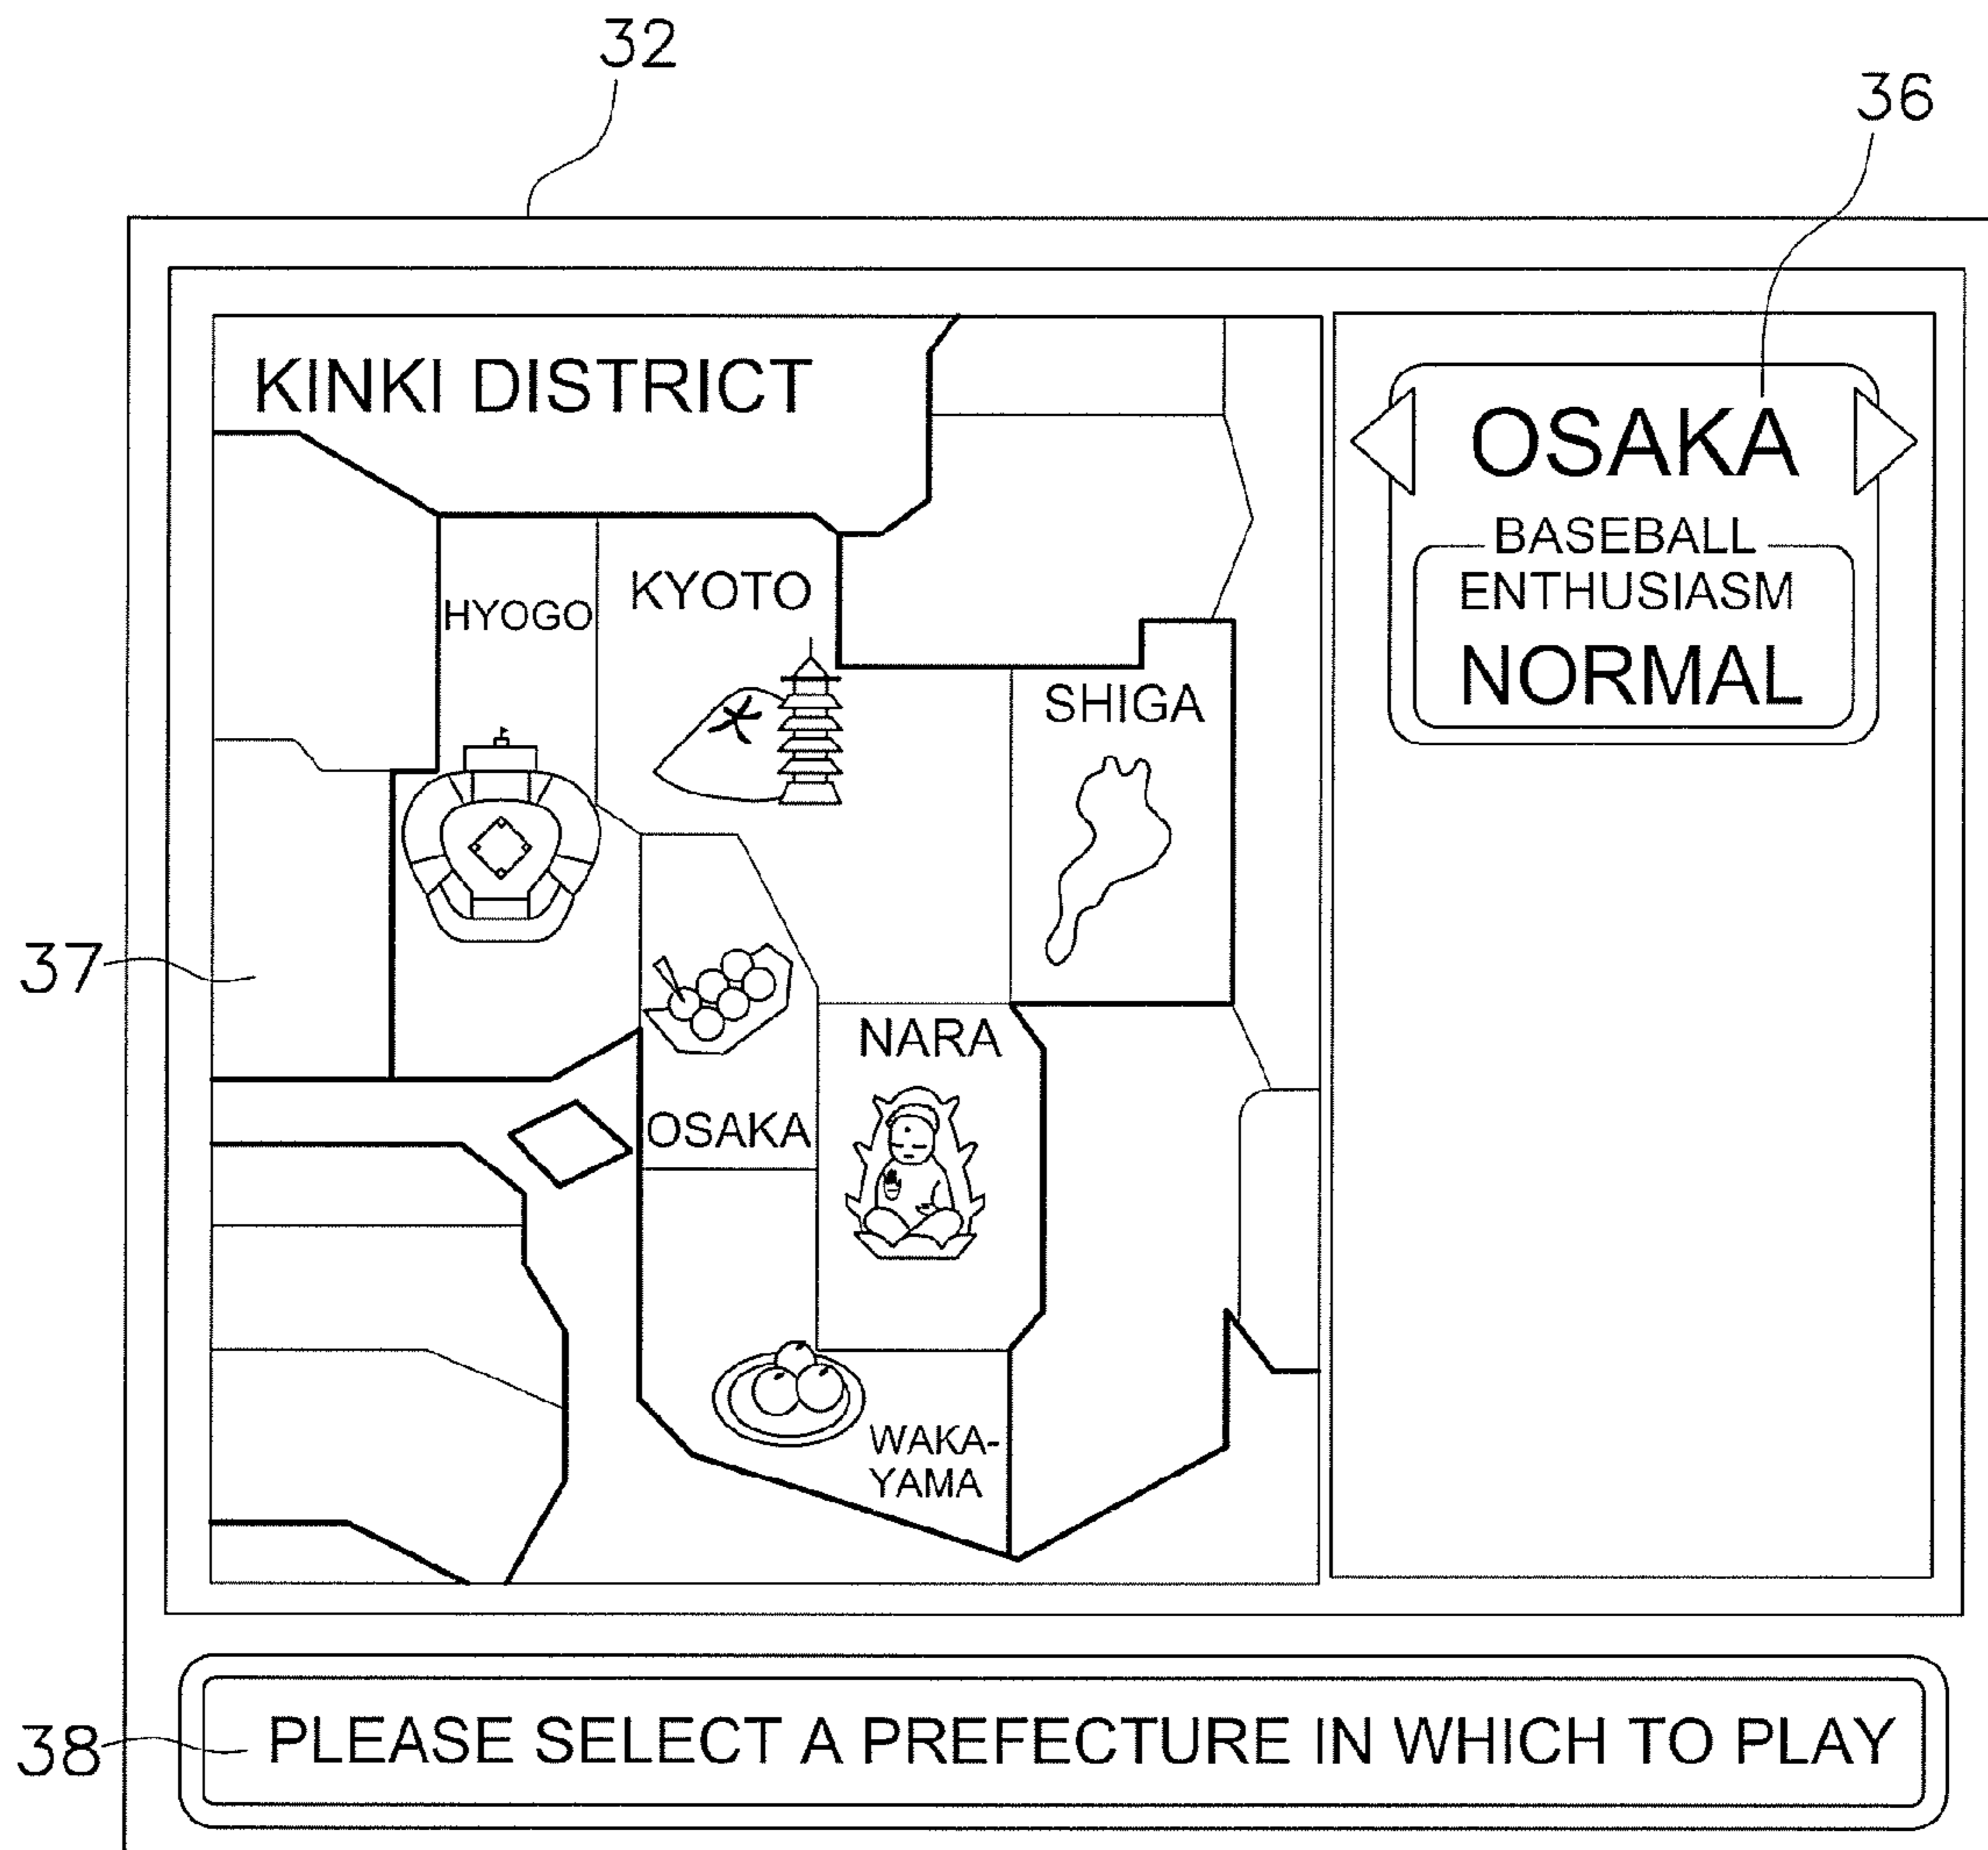 32
36
KINKI DISTRICT
OSAKA
BASEBALL
ENTHUSIASM
NORMAL
HYOGO
KYOTO
大
SHIGA
37
NARA
OSAKA
WAKA-
YAMA
38
PLEASE SELECT A PREFECTURE IN WHICH TO PLAY